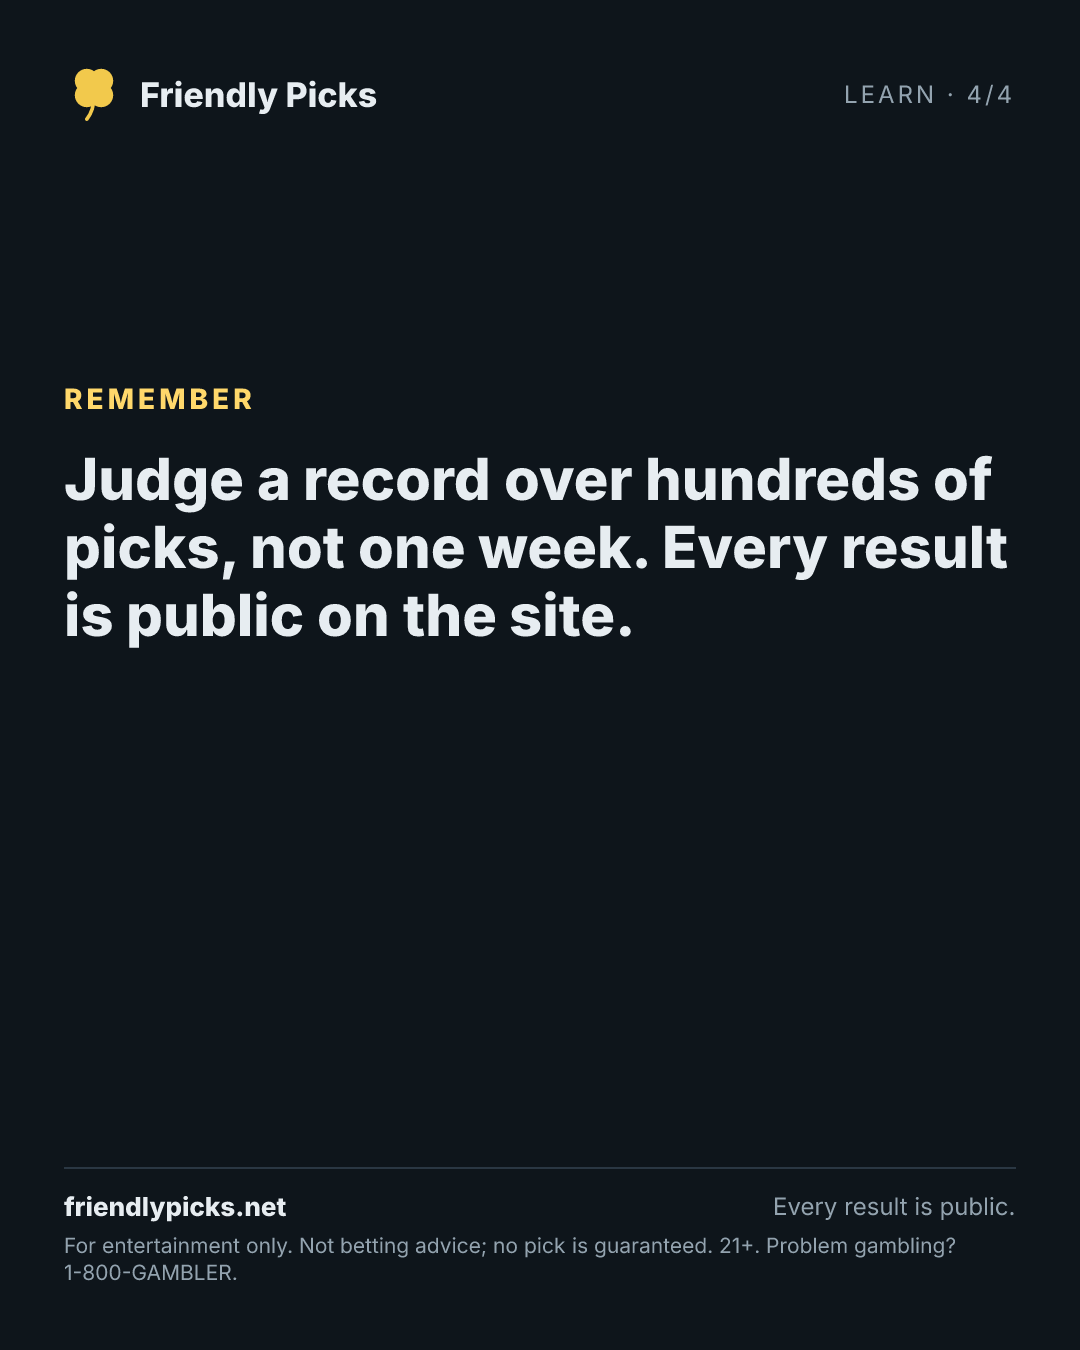 Friendly Picks
LEARN · 4/4
REMEMBER
Judge a record over hundreds of
picks, not one week. Every result
is public on the site.
friendlypicks.net
Every result is public.
For entertainment only. Not betting advice; no pick is guaranteed. 21+. Problem gambling?
1-800-GAMBLER.